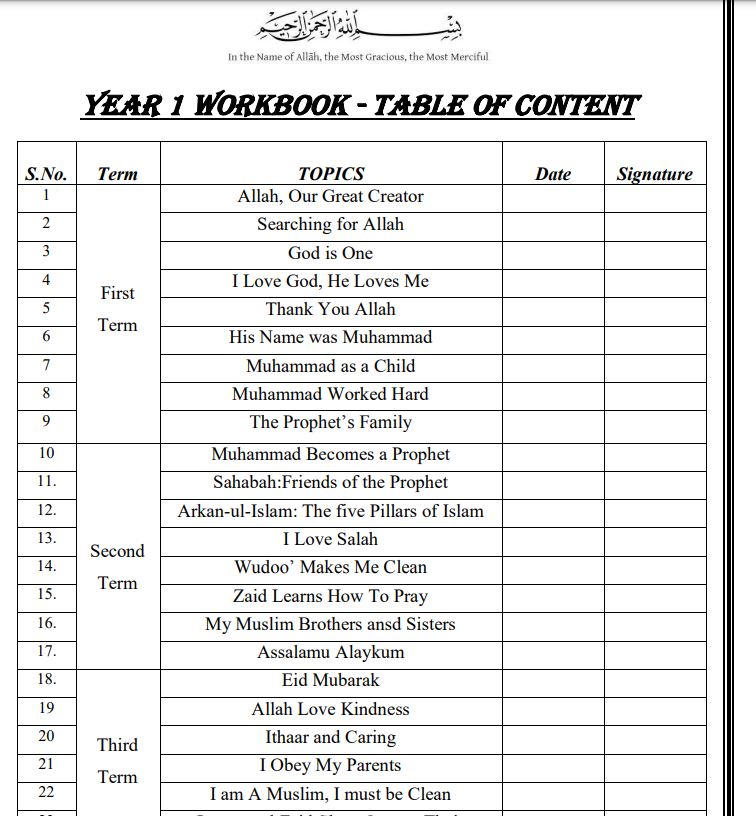 بسم الله الرحمن الرحيم
In the Name of Allāh, the Most Gracious, the Most Merciful
YEAR 1 WORKBOOK - TABLE OF CONTENT
S.No. Term TOPICS Date Signature
First Term
1 Allah, Our Great Creator
2 Searching for Allah
3 God is One
4 I Love God, He Loves Me
5 Thank You Allah
6 His Name was Muhammad
7 Muhammad as a Child
8 Muhammad Worked Hard
9 The Prophet’s Family
Second Term
10 Muhammad Becomes a Prophet
11. Sahabah:Friends of the Prophet
12. Arkan-ul-Islam: The five Pillars of Islam
13. I Love Salah
14. Wudoo’ Makes Me Clean
15. Zaid Learns How To Pray
16. My Muslim Brothers ansd Sisters
17. Assalamu Alaykum
Third Term
18. Eid Mubarak
19 Allah Love Kindness
20 Ithaar and Caring
21 I Obey My Parents
22 I am A Muslim, I must be Clean